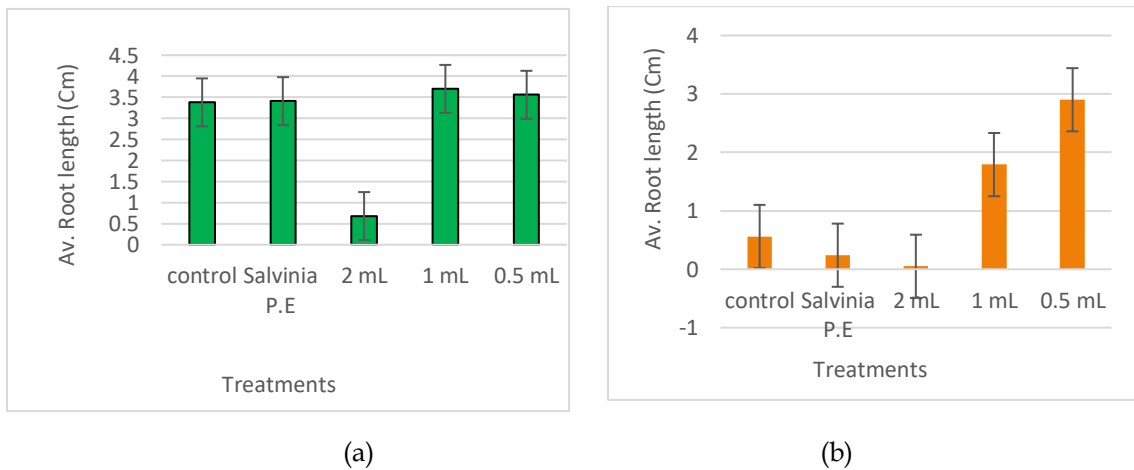 Av. Root length (Cm)
4.5
4
3.5
3
2.5
2
1.5
1
0.5
0
control Salvinia P.E 2 mL 1 mL 0.5 mL
Treatments
(a)
Av. Root length (Cm)
4
3
2
1
0
-1
control Salvinia P.E 2 mL 1 mL 0.5 mL
Treatments
(b)